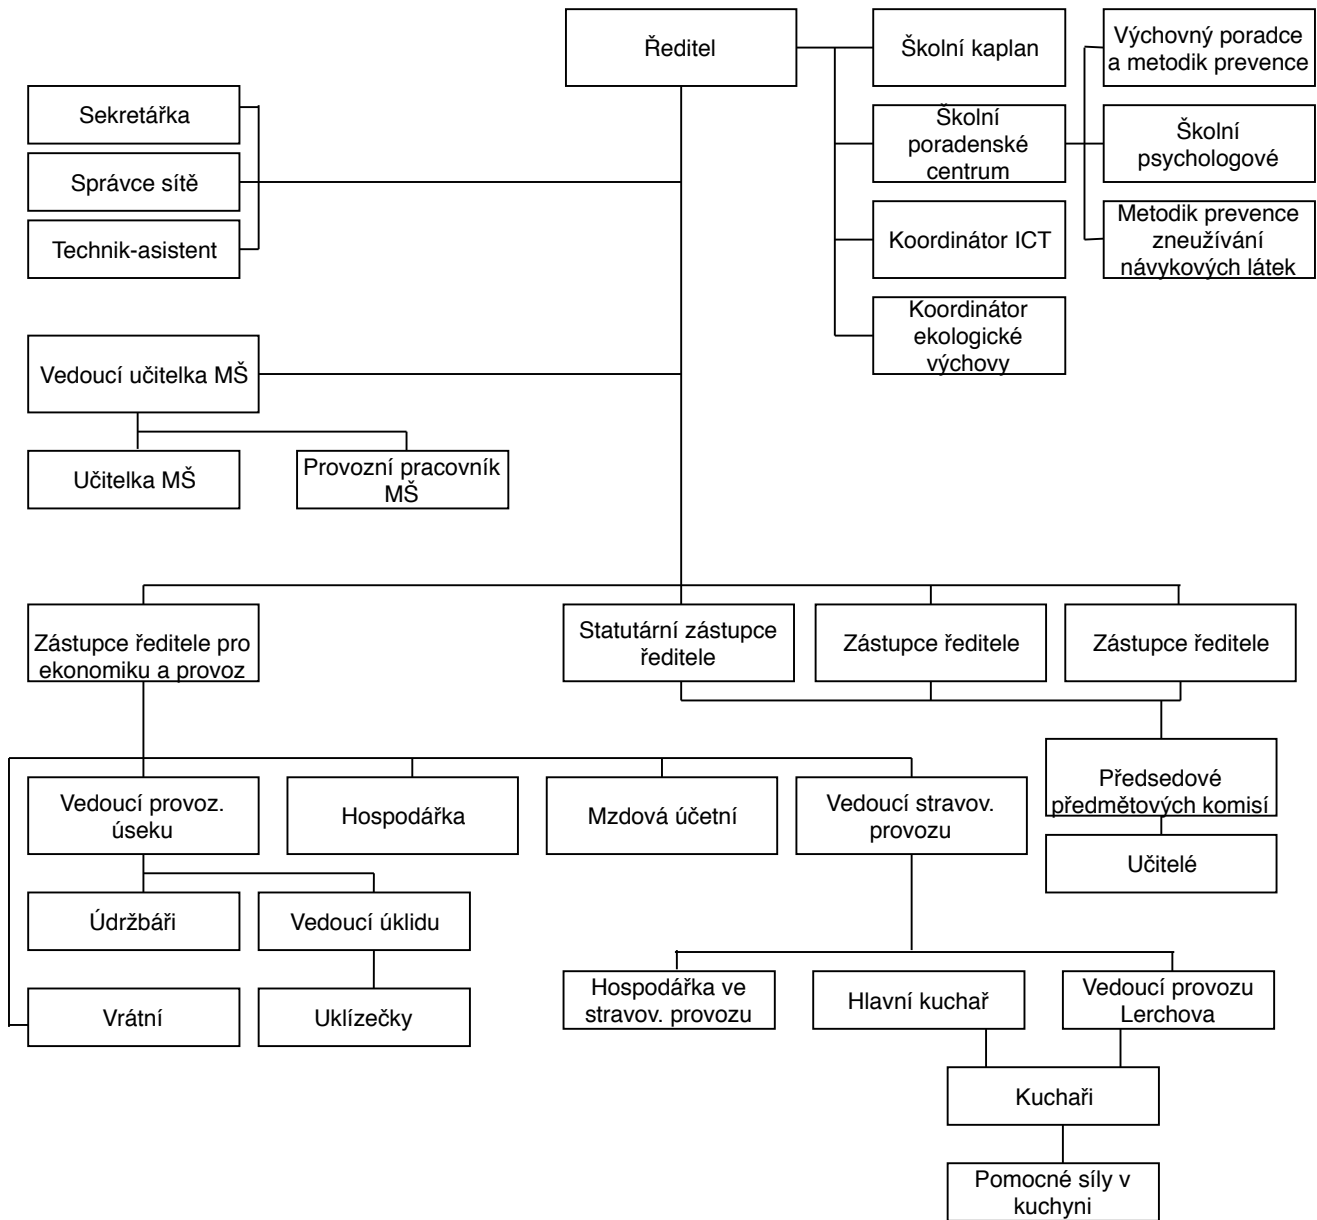 Ředitel
Školní kaplan
Výchovný poradce
a metodik prevence
Sekretářka
Školní
poradenské
centrum
Školní
psychologové
Správce sítě
Technik-asistent
Koordinátor ICT
Metodik prevence
zneužívání
návykových látek
Koordinátor
ekologické
výchovy
Vedoucí učitelka MŠ
Učitelka MŠ
Provozní pracovník
MŠ
Zástupce ředitele pro
ekonomiku a provoz
Statutární zástupce
ředitele
Zástupce ředitele
Zástupce ředitele
Předsedové
předmětových komisí
Vedoucí provoz.
úseku
Hospodářka
Mzdová účetní
Vedoucí stravov.
provozu
Učitelé
Údržbáři
Vedoucí úklidu
Vrátní
Uklízečky
Hospodářka ve
stravov. provozu
Hlavní kuchař
Vedoucí provozu
Lerchova
Kuchaři
Pomocné síly v
kuchyni